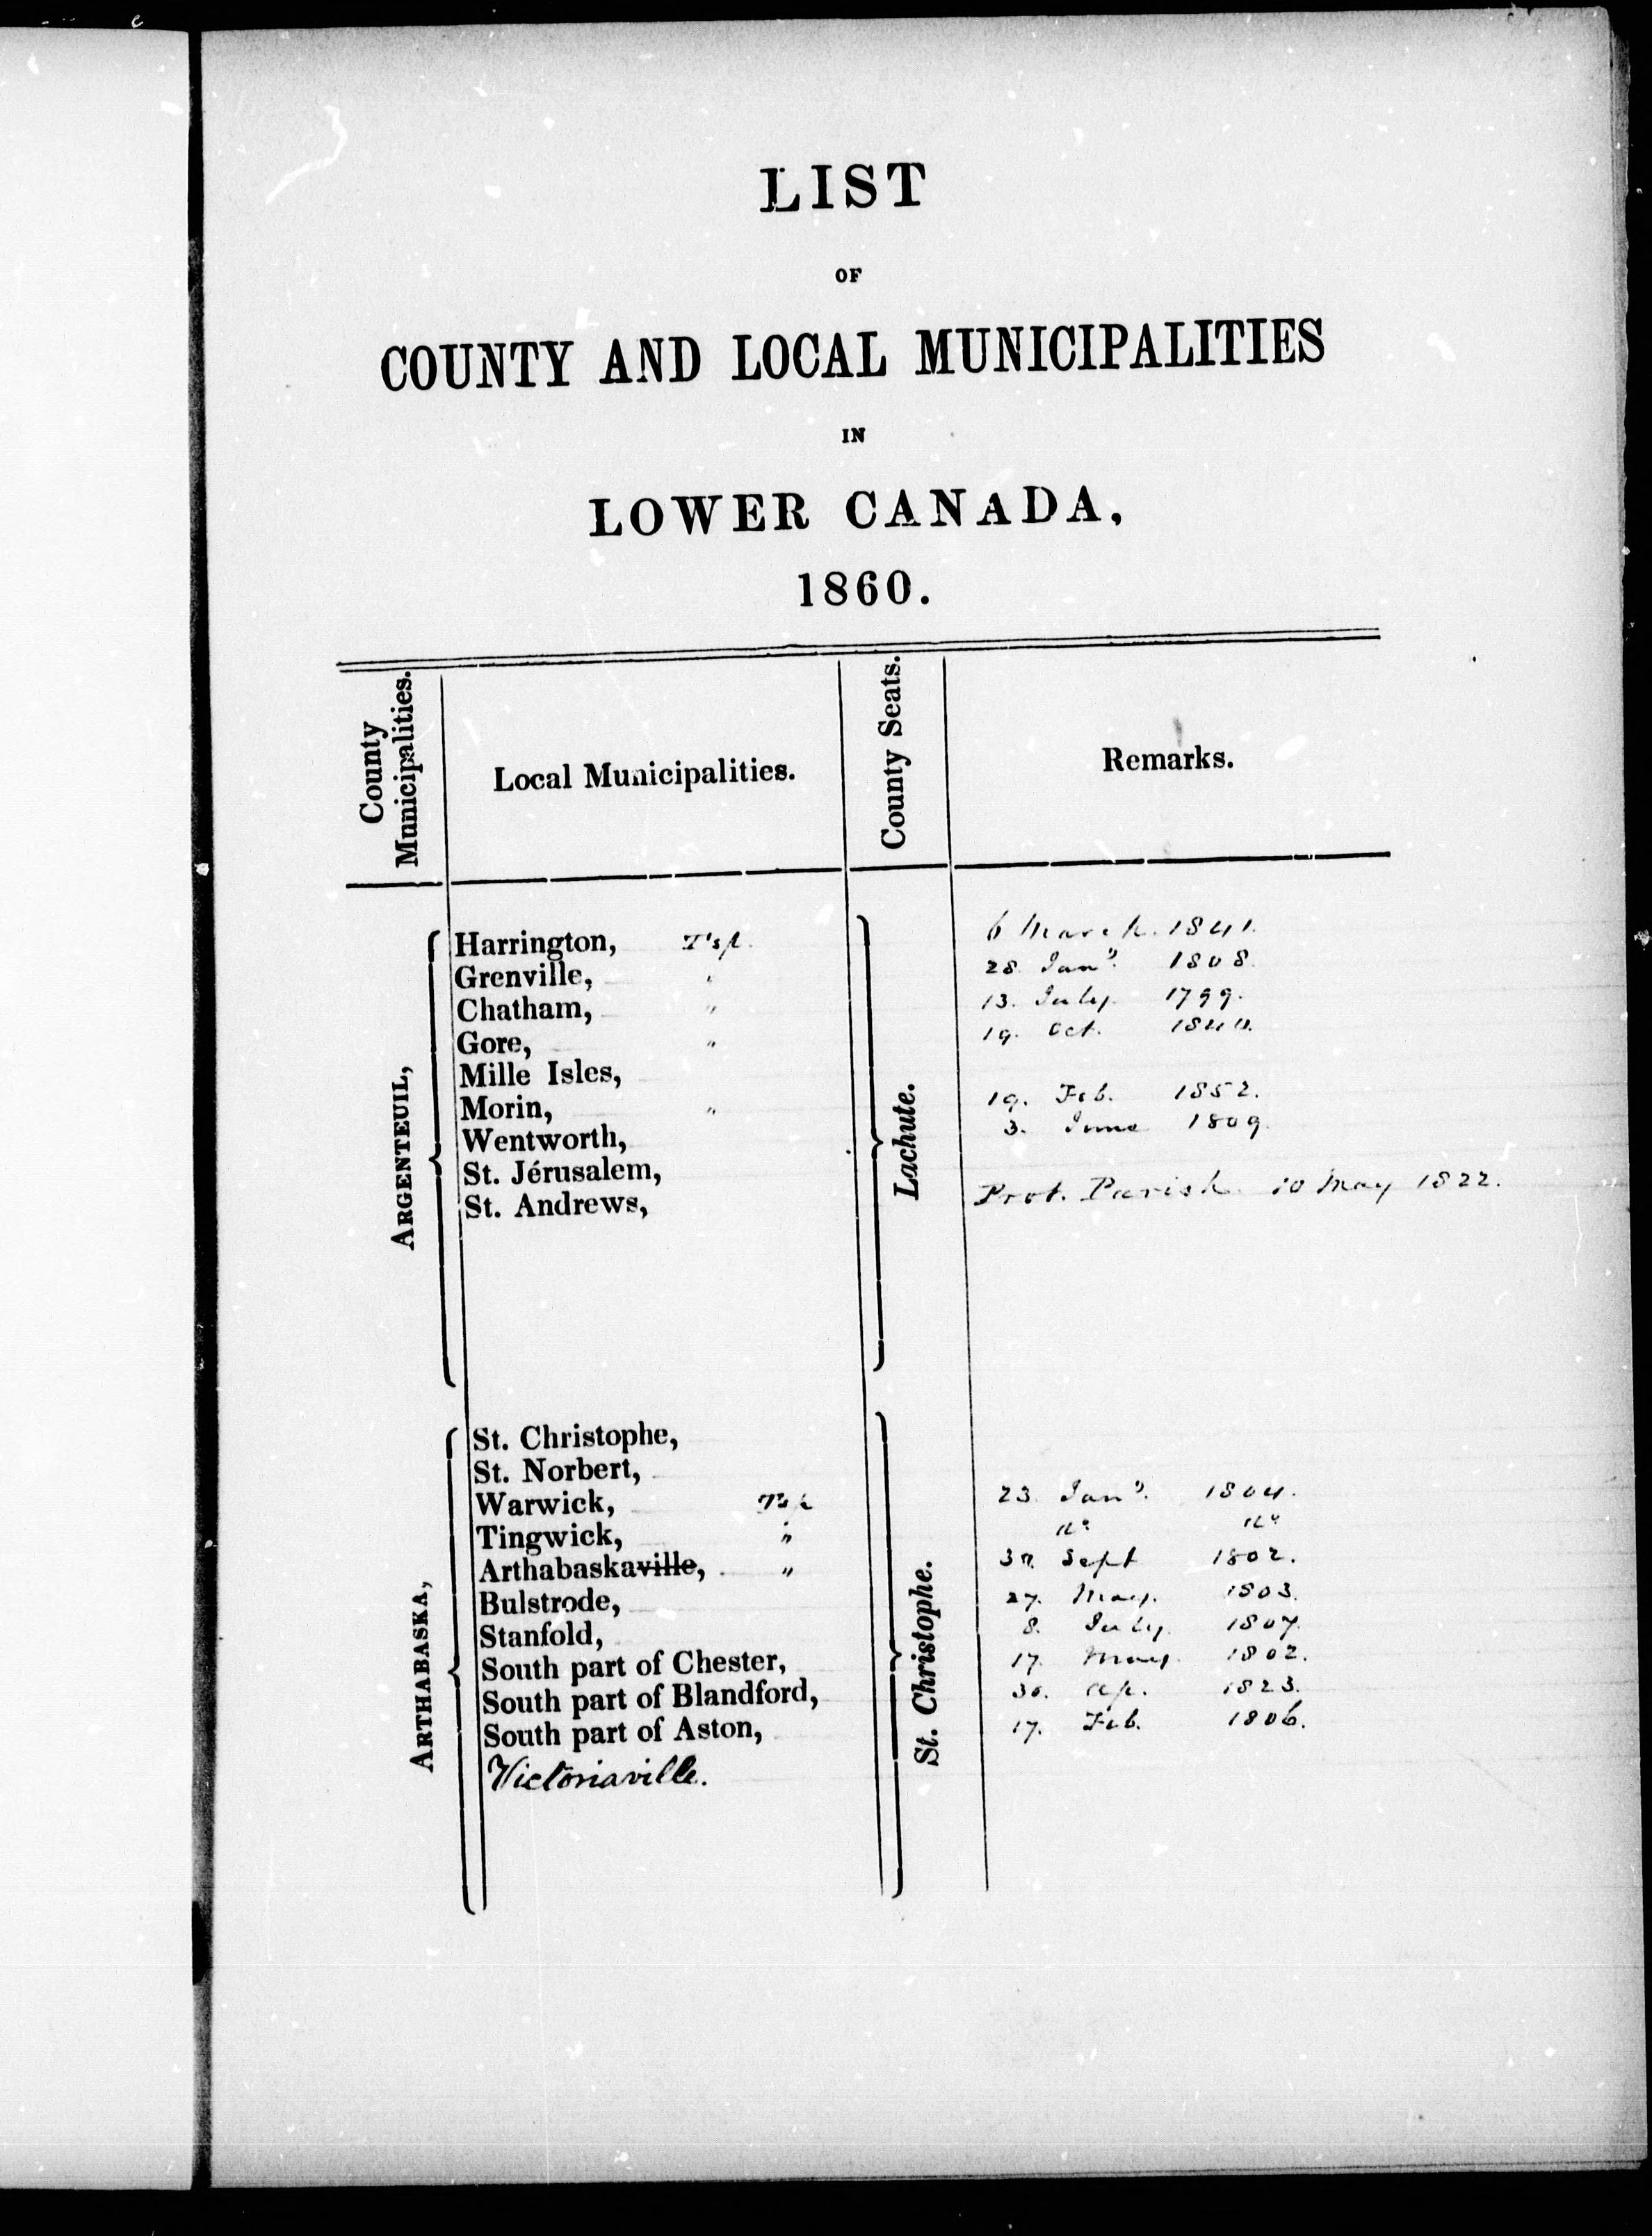 LIST
OF
COUNTY AND LOCAL MUNICIPALITIES
IN
LOWER CANADA,
1860.
County Municipalities. Local Municipalities. County Seats. Remarks.
ARGENTEUIL,
Harrington, T'sp. 6 March. 1841.
Grenville, " 28. Jany. 1808.
Chatham, " 13. July. 1799.
Gore, " 19. Oct. 1840.
Mille Isles,
Morin, " 19. Feb. 1852.
Wentworth, 3. June 1809.
St. Jérusalem,
St. Andrews, Prot. Parish. 10 May 1822.
Lachute.
ARTHABASKA,
St. Christophe,
St. Norbert,
Warwick, Tsp 23. Jany. 1804.
Tingwick, " do do
Arthabaskaville, " 30. Sept 1802.
Bulstrode, 27. May. 1803.
Stanfold, 8. July. 1807.
South part of Chester, 17. May. 1802.
South part of Blandford, 30. Ap. 1823.
South part of Aston, 17. Feb. 1806.
Victoriaville.
St. Christophe.